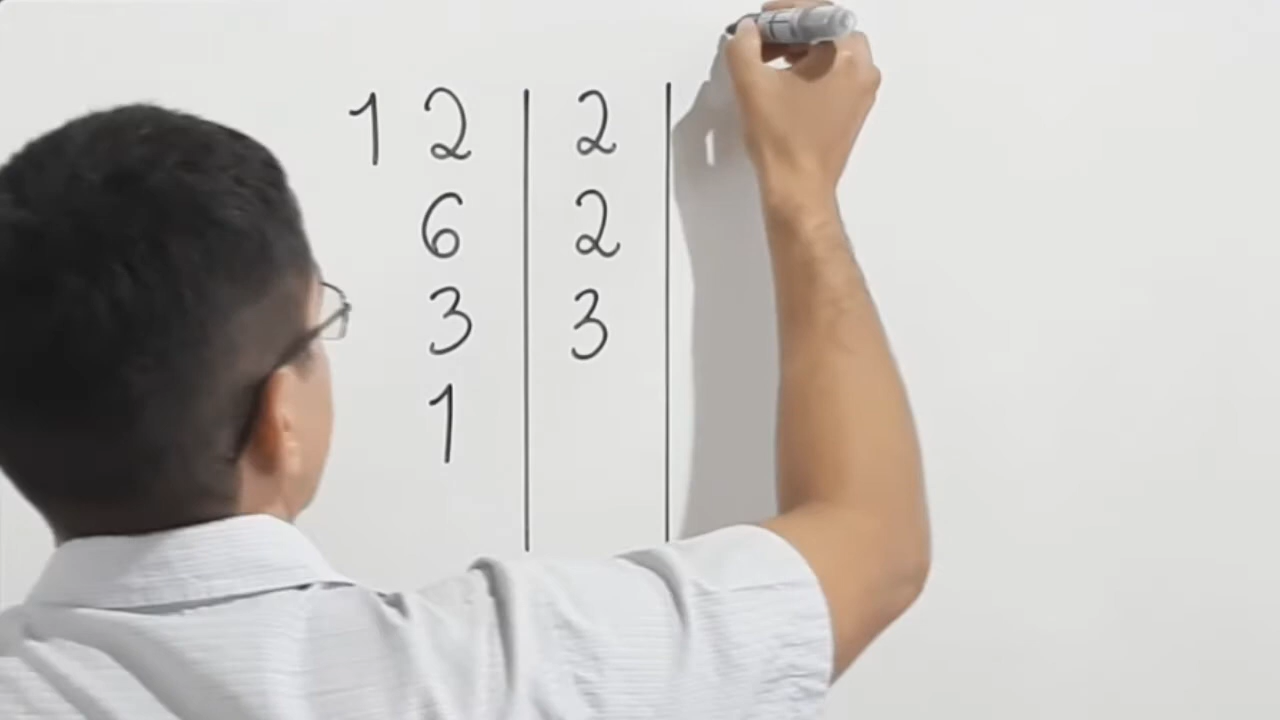 12 | 2 |
6 | 2
3 | 3
1